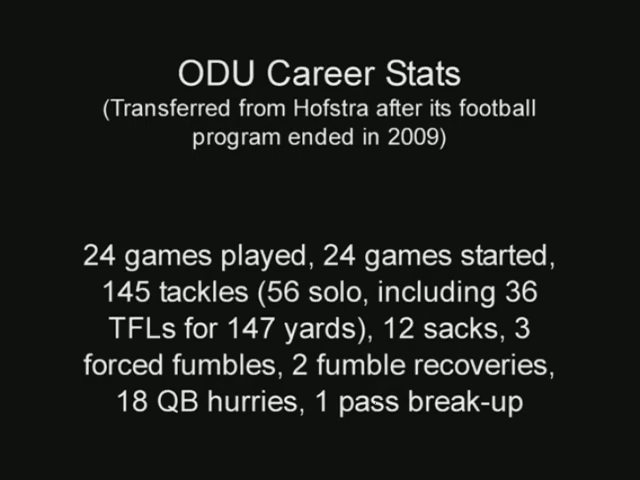 ODU Career Stats
(Transferred from Hofstra after its football
program ended in 2009)
24 games played, 24 games started,
145 tackles (56 solo, including 36
TFLs for 147 yards), 12 sacks, 3
forced fumbles, 2 fumble recoveries,
18 QB hurries, 1 pass break-up